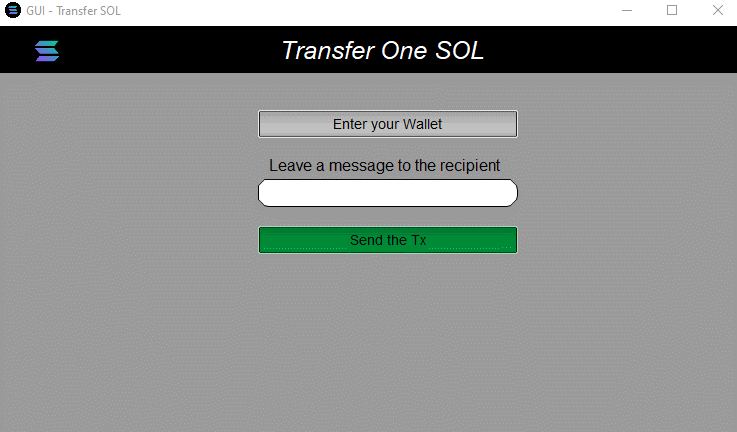 GUI - Transfer SOL
Transfer One SOL
Enter your Wallet
Leave a message to the recipient
Send the Tx